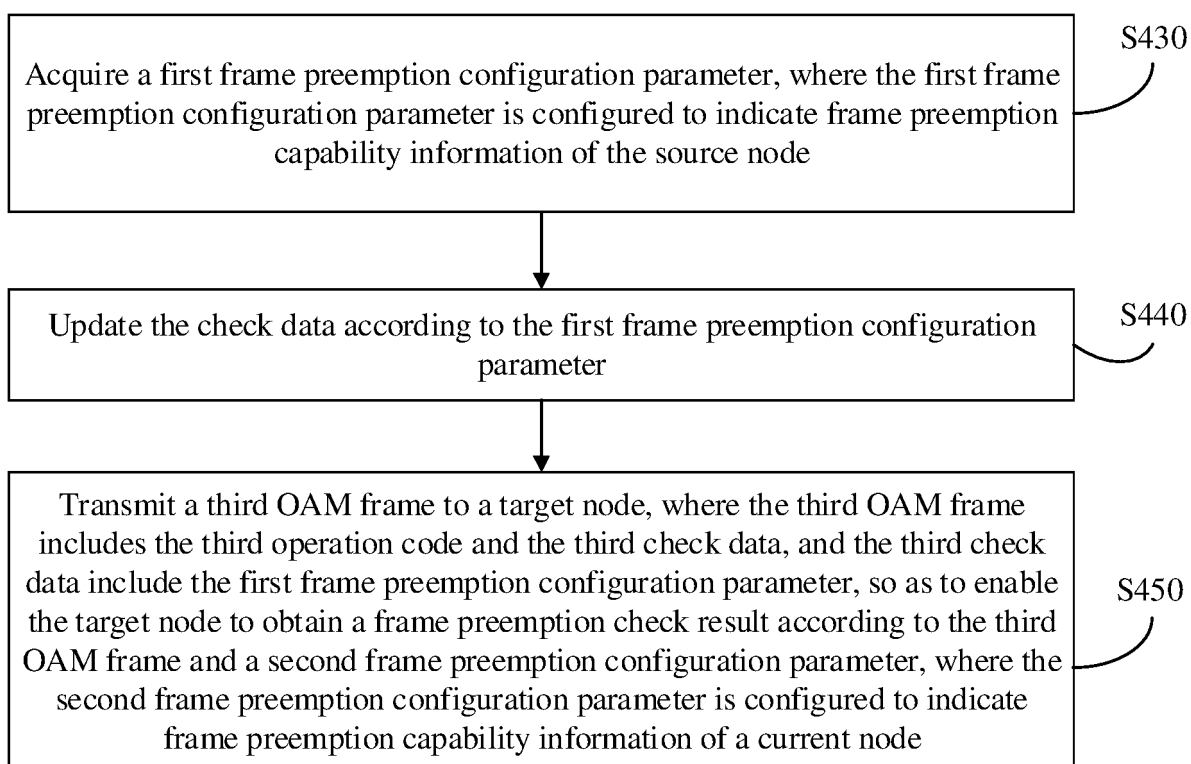 S430
Acquire a first frame preemption configuration parameter, where the first frame
preemption configuration parameter is configured to indicate frame preemption
capability information of the source node
S440
Update the check data according to the first frame preemption configuration
parameter
Transmit a third OAM frame to a target node, where the third OAM frame
includes the third operation code and the third check data, and the third check
data include the first frame preemption configuration parameter, so as to enable
the target node to obtain a frame preemption check result according to the third
OAM frame and a second frame preemption configuration parameter, where the
second frame preemption configuration parameter is configured to indicate
frame preemption capability information of a current node
S450